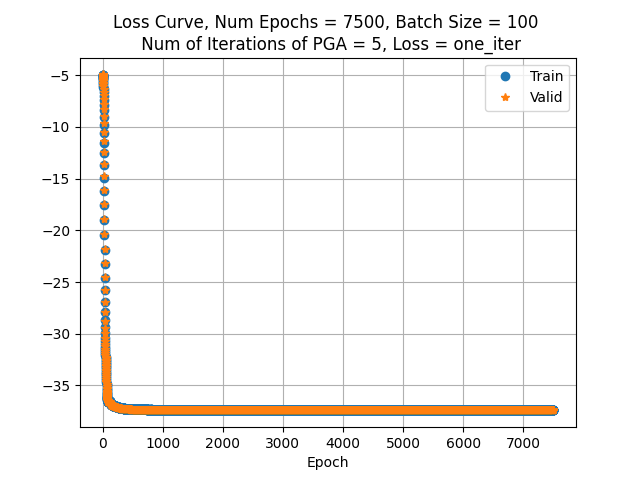 Loss Curve, Num Epochs = 7500, Batch Size = 100
Num of Iterations of PGA = 5, Loss = one_iter
Train
Valid
−5
−10
−15
−20
−25
−30
−35
0 1000 2000 3000 4000 5000 6000 7000
Epoch